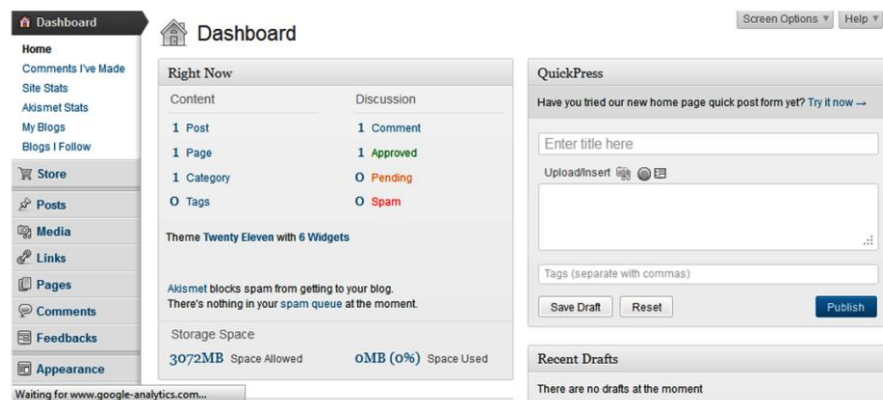 Dashboard
Home
Comments I've Made
Site Stats
Akismet Stats
My Blogs
Blogs I Follow
Store
Posts
Media
Links
Pages
Comments
Feedbacks
Appearance
Waiting for www.google-analytics.com...
Screen Options Help
Dashboard
Right Now
Content Discussion
1 Post 1 Comment
1 Page 1 Approved
1 Category 0 Pending
0 Tags 0 Spam
Theme Twenty Eleven with 6 Widgets
Akismet blocks spam from getting to your blog.
There's nothing in your spam queue at the moment.
Storage Space
3072MB Space Allowed 0MB (0%) Space Used
QuickPress
Have you tried our new home page quick post form yet? Try it now →
Enter title here
Upload/Insert
Tags (separate with commas)
Save Draft Reset Publish
Recent Drafts
There are no drafts at the moment